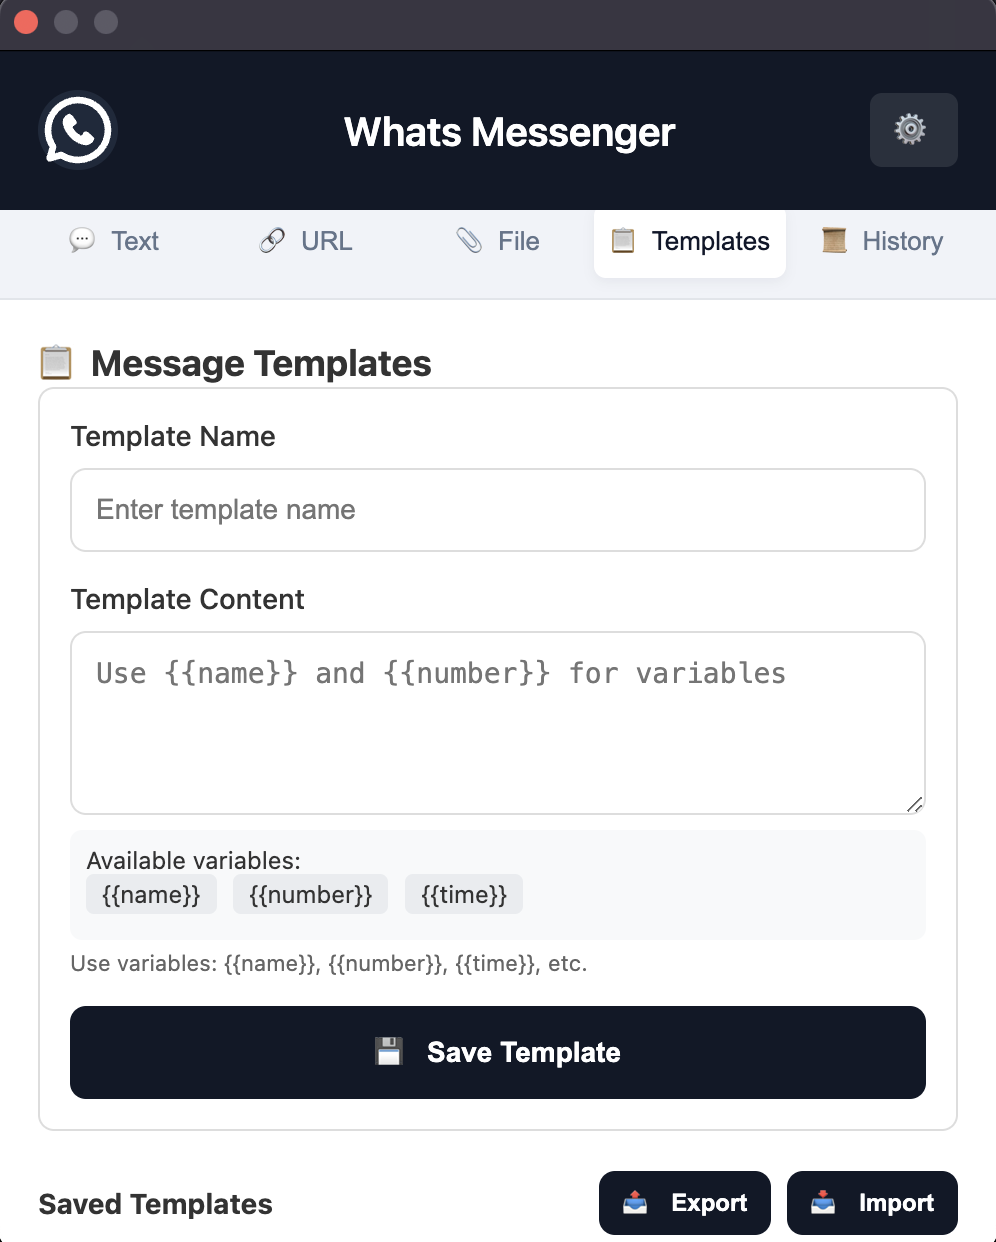 Whats Messenger
Text
URL
File
Templates
History
Message Templates
Template Name
Enter template name
Template Content
Use {{name}} and {{number}} for variables
Available variables:
{{name}} {{number}} {{time}}
Use variables: {{name}}, {{number}}, {{time}}, etc.
Save Template
Saved Templates
Export
Import